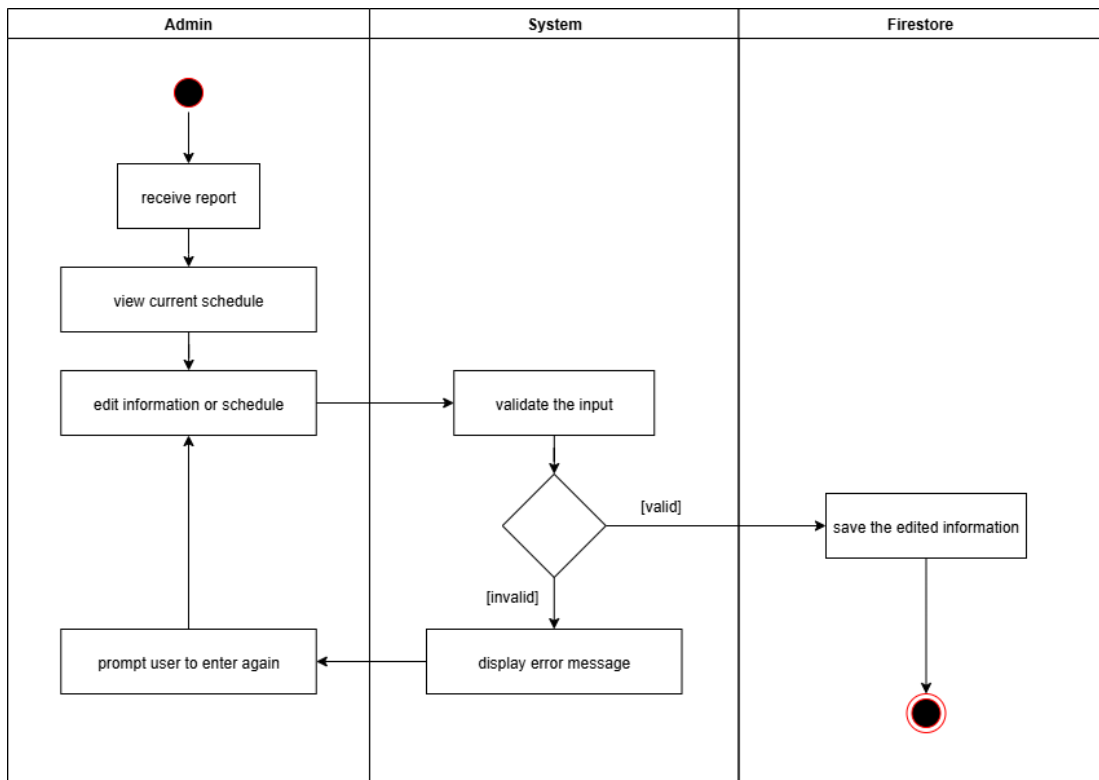 Admin
System
Firestore
receive report
view current schedule
edit information or schedule
validate the input
[valid]
save the edited information
[invalid]
prompt user to enter again
display error message